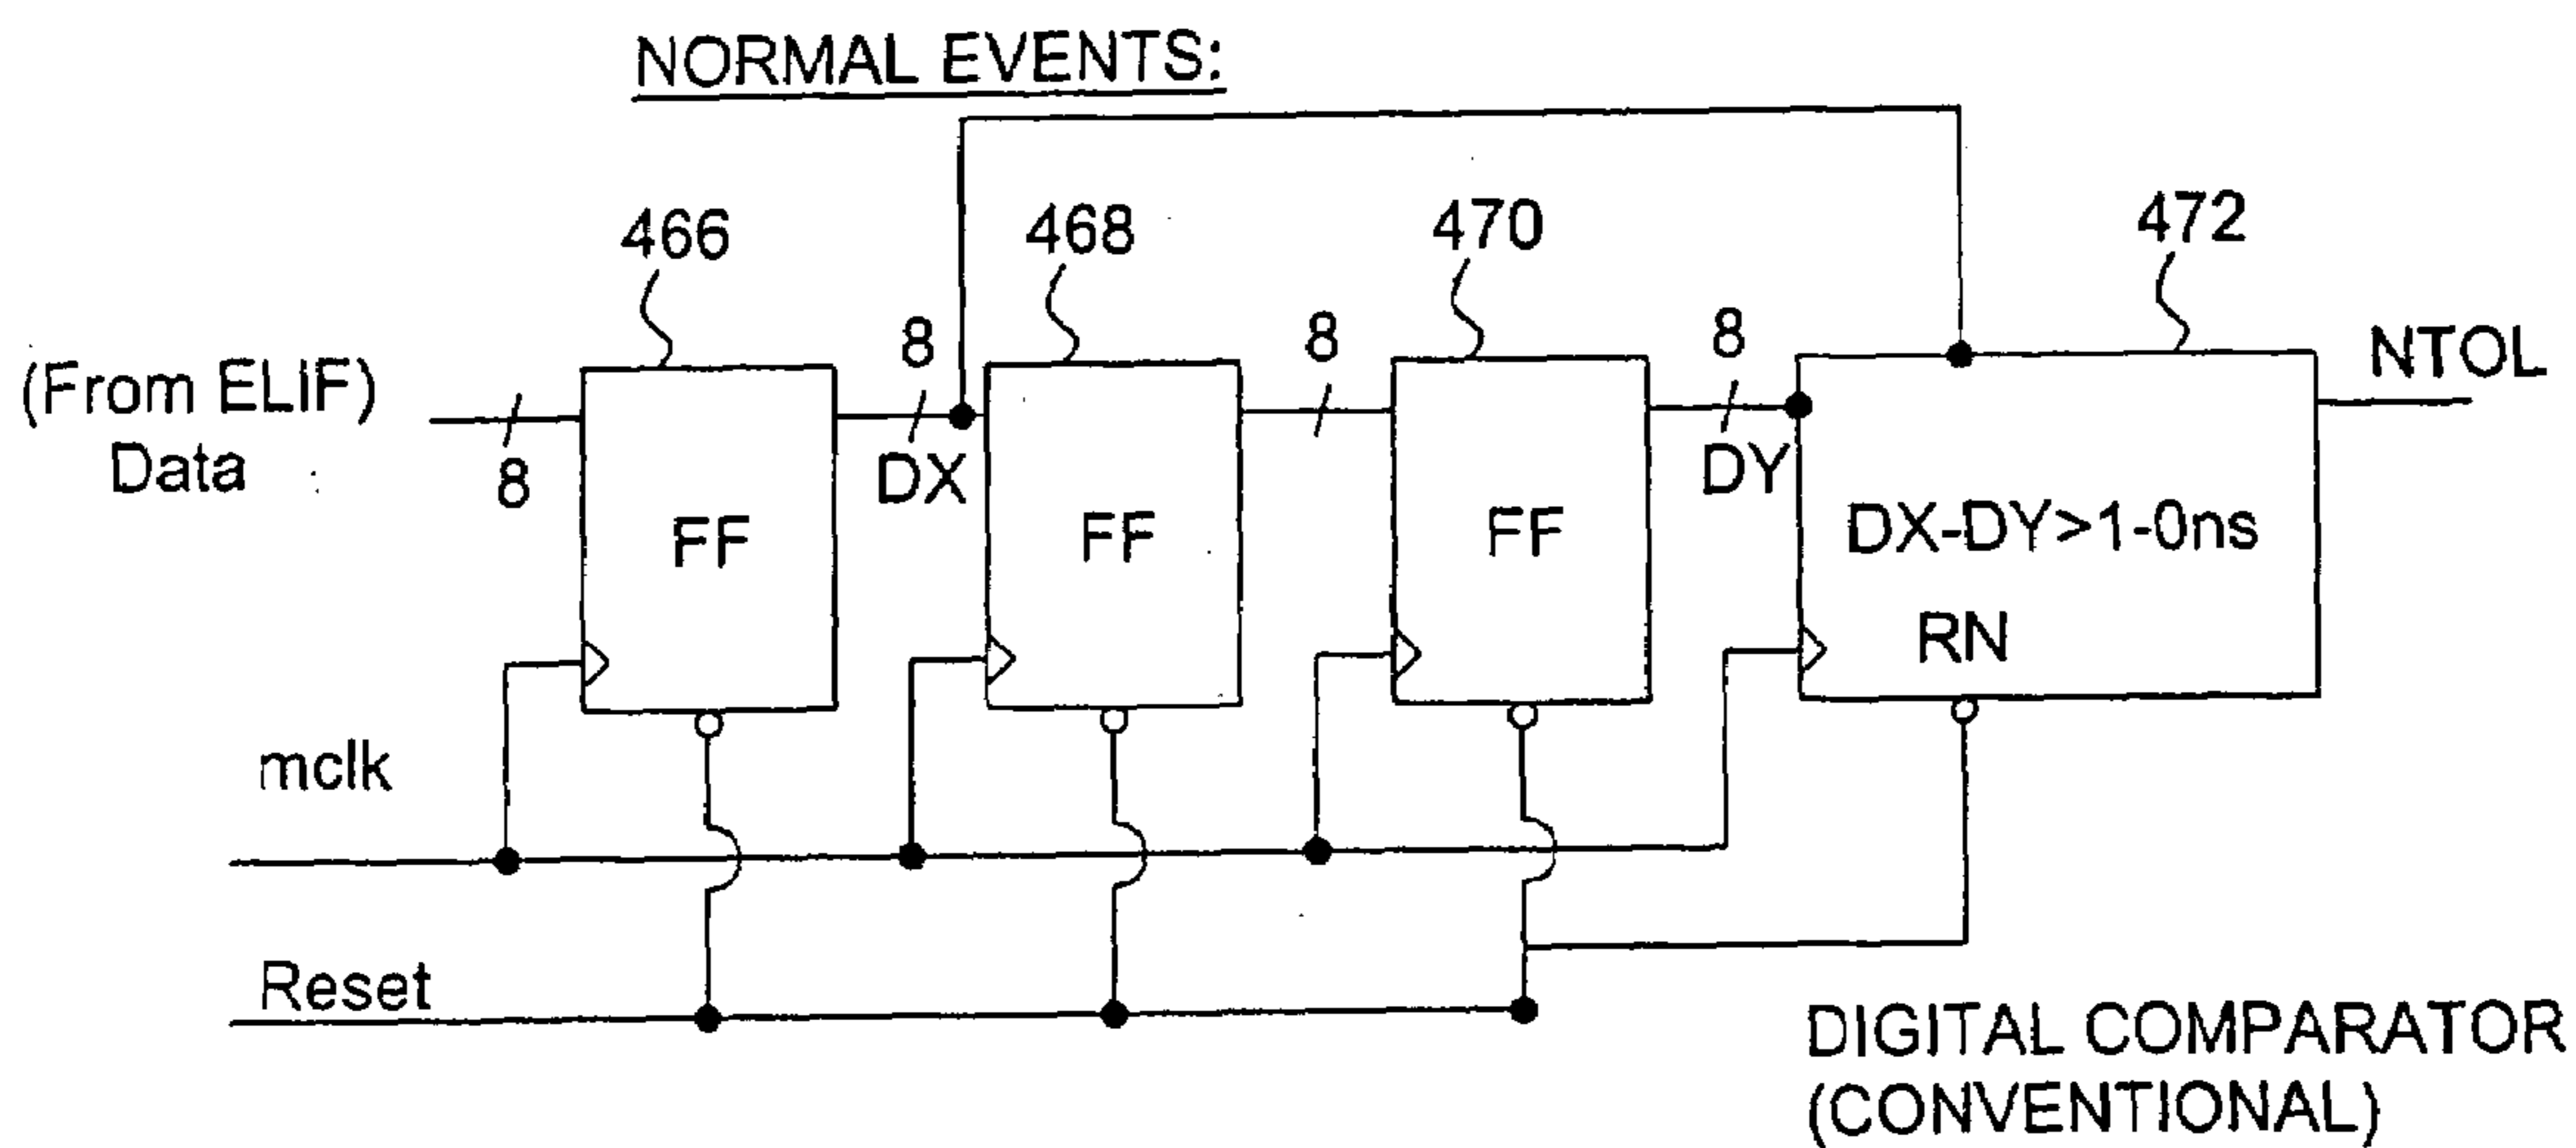 NORMAL EVENTS:
466
468
470
472
(From ELIF)
Data
8
8
DX
8
8
DY
NTOL
FF
FF
FF
DX-DY>1-0ns
RN
mclk
Reset
DIGITAL COMPARATOR
(CONVENTIONAL)